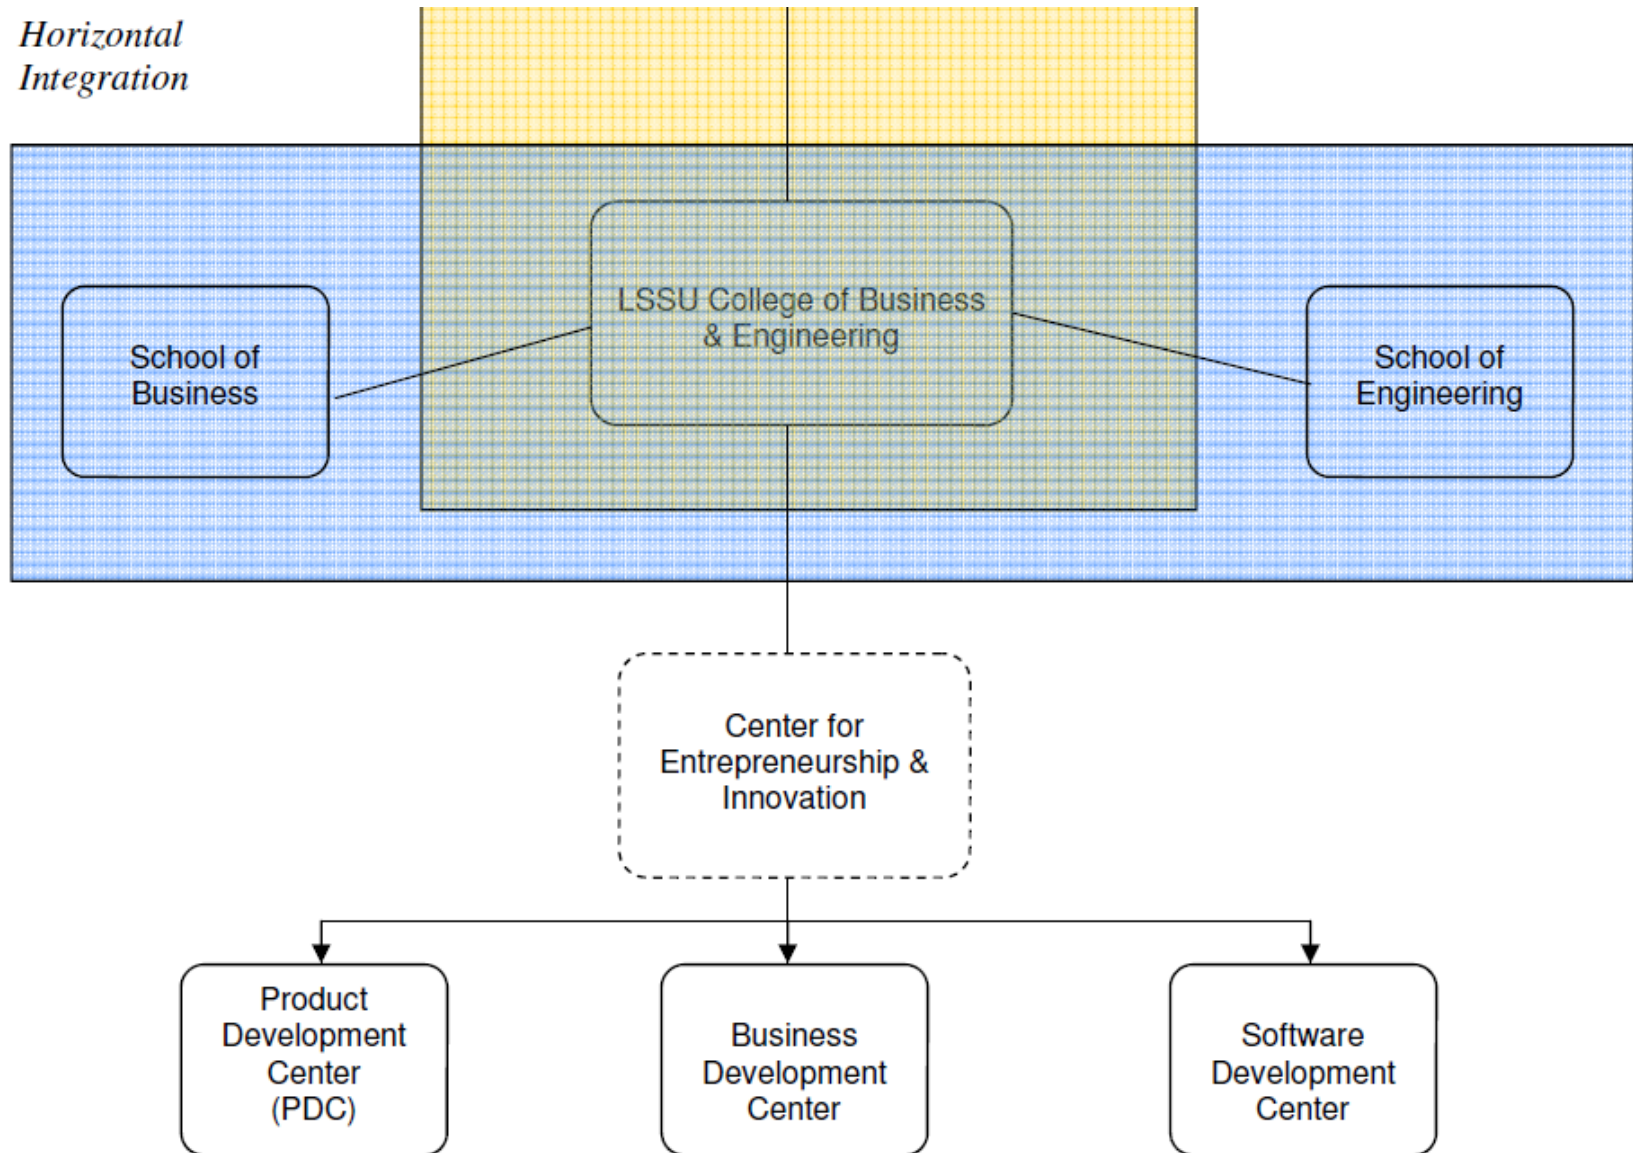 Horizontal
Integration
LSSU College of Business
& Engineering
School of
Business
School of
Engineering
Center for
Entrepreneurship &
Innovation
Product
Development
Center
(PDC)
Business
Development
Center
Software
Development
Center